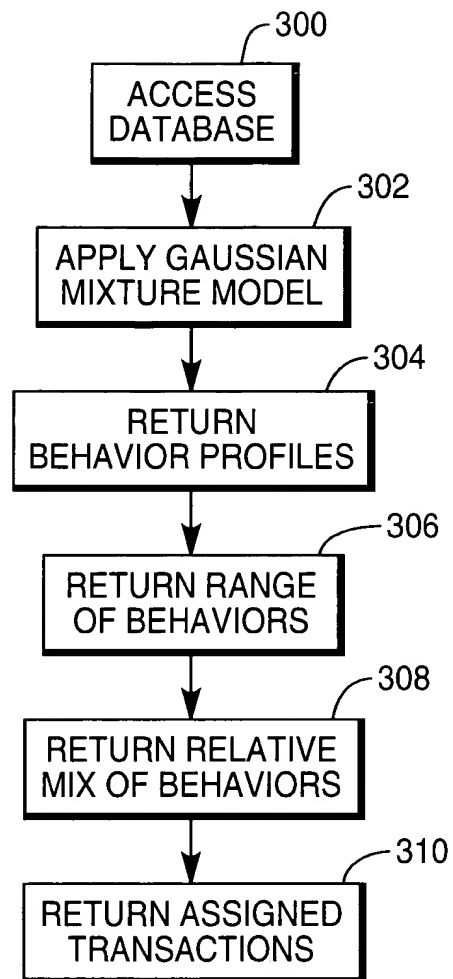 300
ACCESS
DATABASE
302
APPLY GAUSSIAN
MIXTURE MODEL
304
RETURN
BEHAVIOR PROFILES
306
RETURN RANGE
OF BEHAVIORS
308
RETURN RELATIVE
MIX OF BEHAVIORS
310
RETURN ASSIGNED
TRANSACTIONS